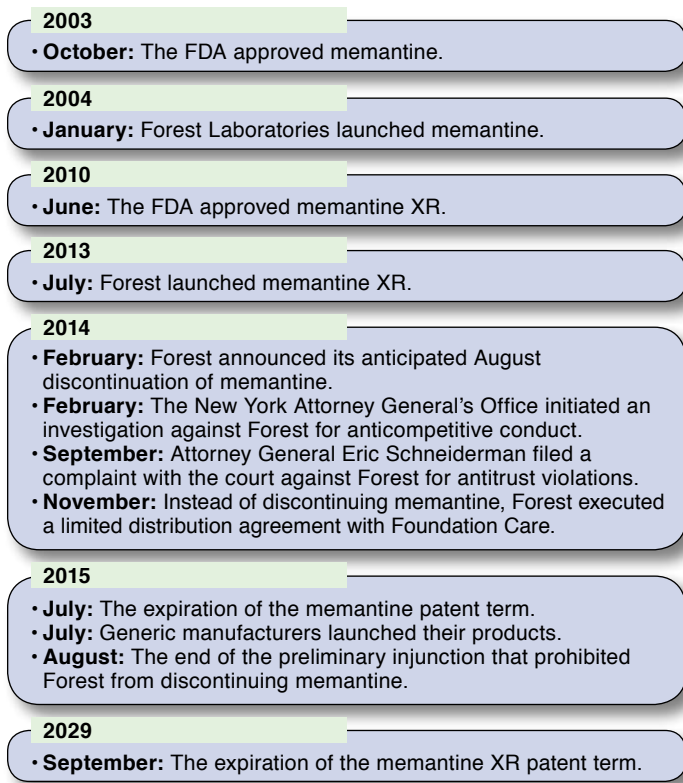 2003
• October: The FDA approved memantine.
2004
• January: Forest Laboratories launched memantine.
2010
• June: The FDA approved memantine XR.
2013
• July: Forest launched memantine XR.
2014
• February: Forest announced its anticipated August
discontinuation of memantine.
• February: The New York Attorney General’s Office initiated an
investigation against Forest for anticompetitive conduct.
• September: Attorney General Eric Schneiderman filed a
complaint with the court against Forest for antitrust violations.
• November: Instead of discontinuing memantine, Forest executed
a limited distribution agreement with Foundation Care.
2015
• July: The expiration of the memantine patent term.
• July: Generic manufacturers launched their products.
• August: The end of the preliminary injunction that prohibited
Forest from discontinuing memantine.
2029
• September: The expiration of the memantine XR patent term.